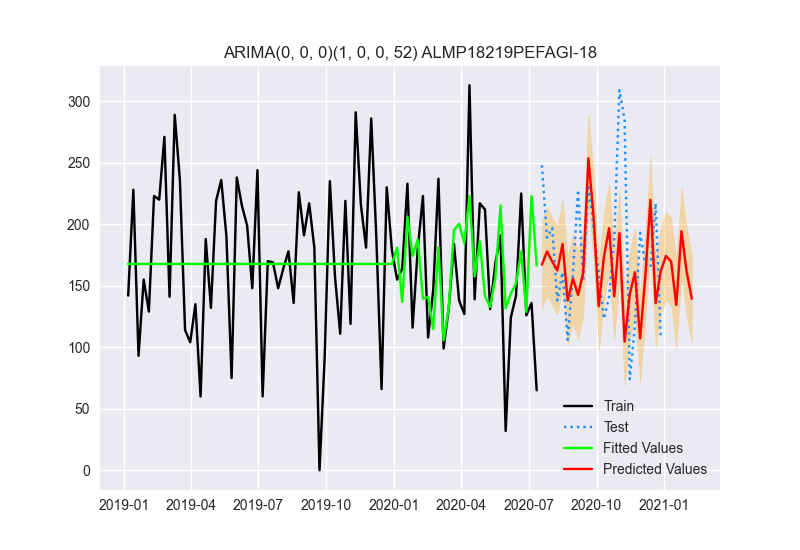 ARIMA(0, 0, 0)(1, 0, 0, 52) ALMP18219PEFAGI-18
300
250
200
150
100
50
0
2019-01 2019-04 2019-07 2019-10 2020-01 2020-04 2020-07 2020-10 2021-01
Train
Test
Fitted Values
Predicted Values